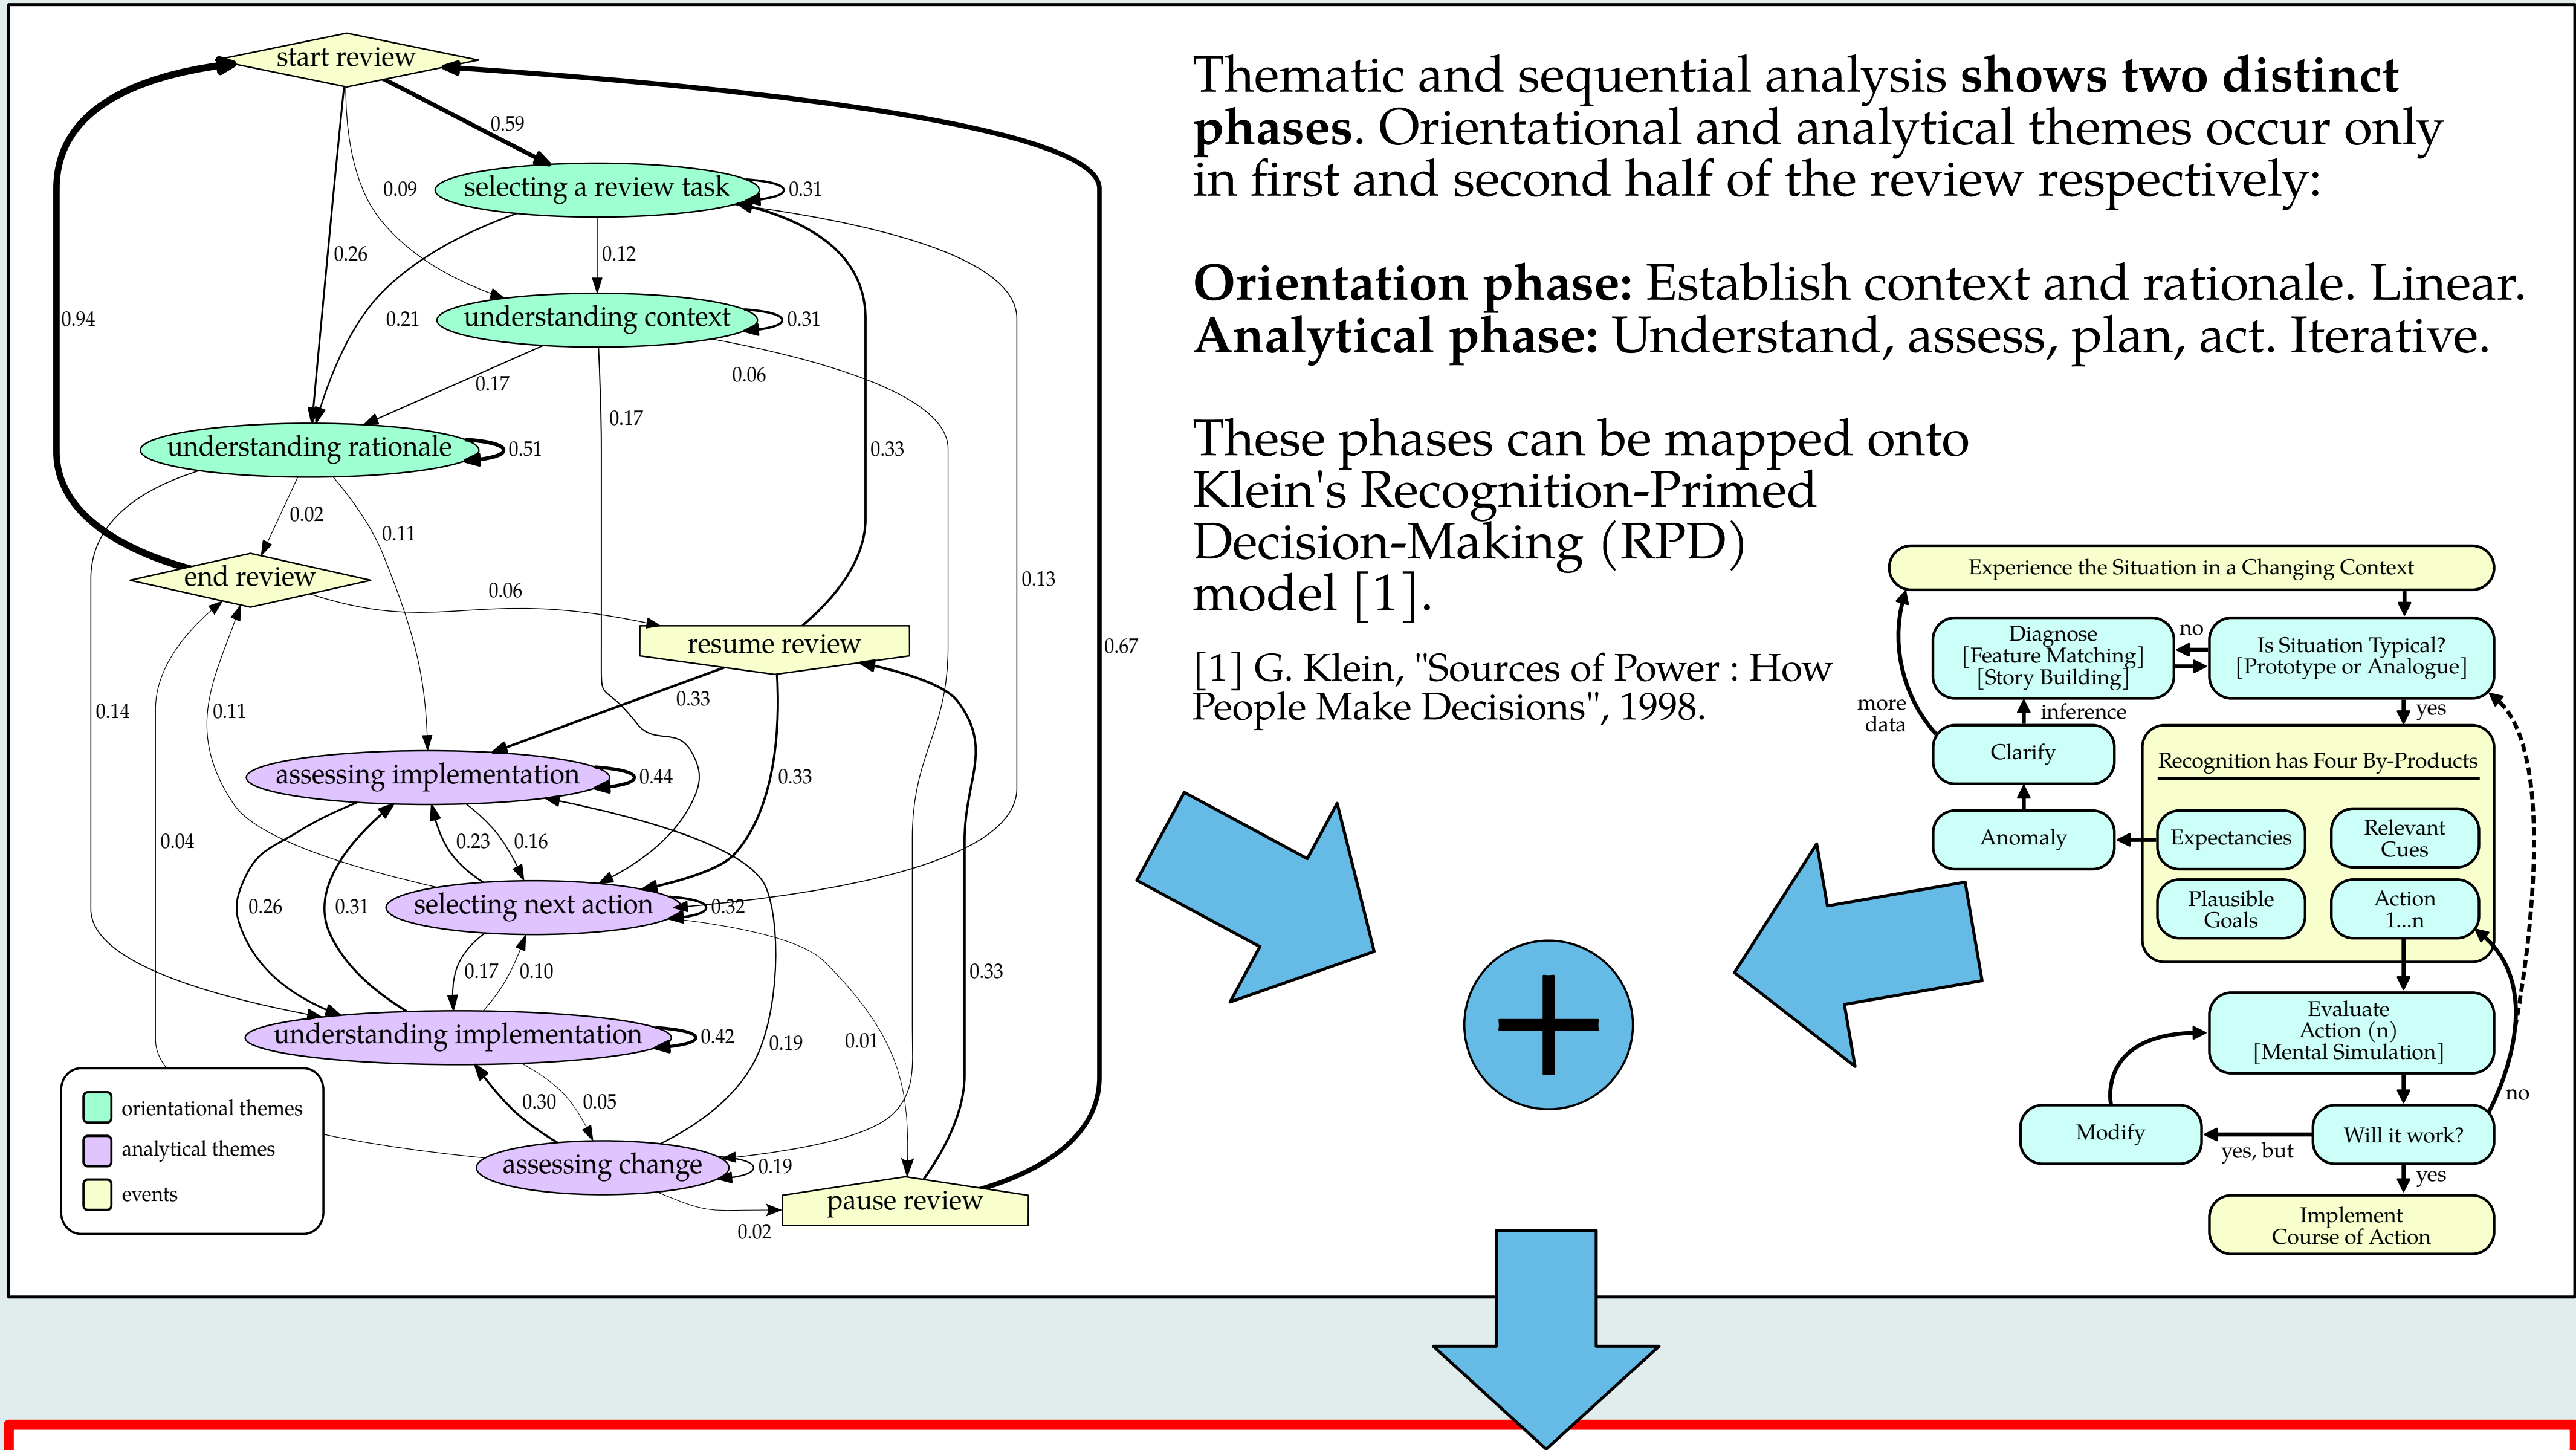 start review
0.59
0.09
selecting a review task
0.31
0.26
0.12
0.94
0.21
understanding context
0.31
0.17
0.06
0.17
understanding rationale
0.51
0.33
0.02
0.11
end review
0.06
0.13
resume review
0.67
0.33
0.14
0.11
assessing implementation
0.44
0.33
0.04
0.23
0.16
0.26
0.31
selecting next action
0.32
0.17
0.10
0.33
understanding implementation
0.42
0.19
0.01
0.30
0.05
assessing change
0.19
pause review
0.02
orientational themes
analytical themes
events
Thematic and sequential analysis shows two distinct
phases. Orientational and analytical themes occur only
in first and second half of the review respectively:
Orientation phase: Establish context and rationale. Linear.
Analytical phase: Understand, assess, plan, act. Iterative.
These phases can be mapped onto
Klein's Recognition-Primed
Decision-Making (RPD)
model [1].
[1] G. Klein, "Sources of Power : How
People Make Decisions", 1998.
Experience the Situation in a Changing Context
Diagnose
[Feature Matching]
[Story Building]
no
Is Situation Typical?
[Prototype or Analogue]
more
data
inference
yes
Clarify
Recognition has Four By-Products
Anomaly
Expectancies
Relevant
Cues
Plausible
Goals
Action
1...n
Evaluate
Action (n)
[Mental Simulation]
no
Modify
yes, but
Will it work?
yes
Implement
Course of Action